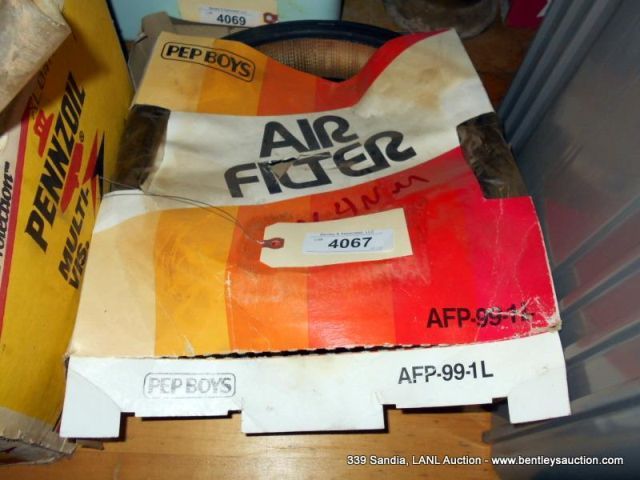 4069
PEP BOYS
AIR
FILTER
PENNZOIL
MULTI-
VIS.
4067
AFP-99-1L
PEP BOYS
AFP-99-1L
339 Sandia, LANL Auction - www.bentleysauction.com